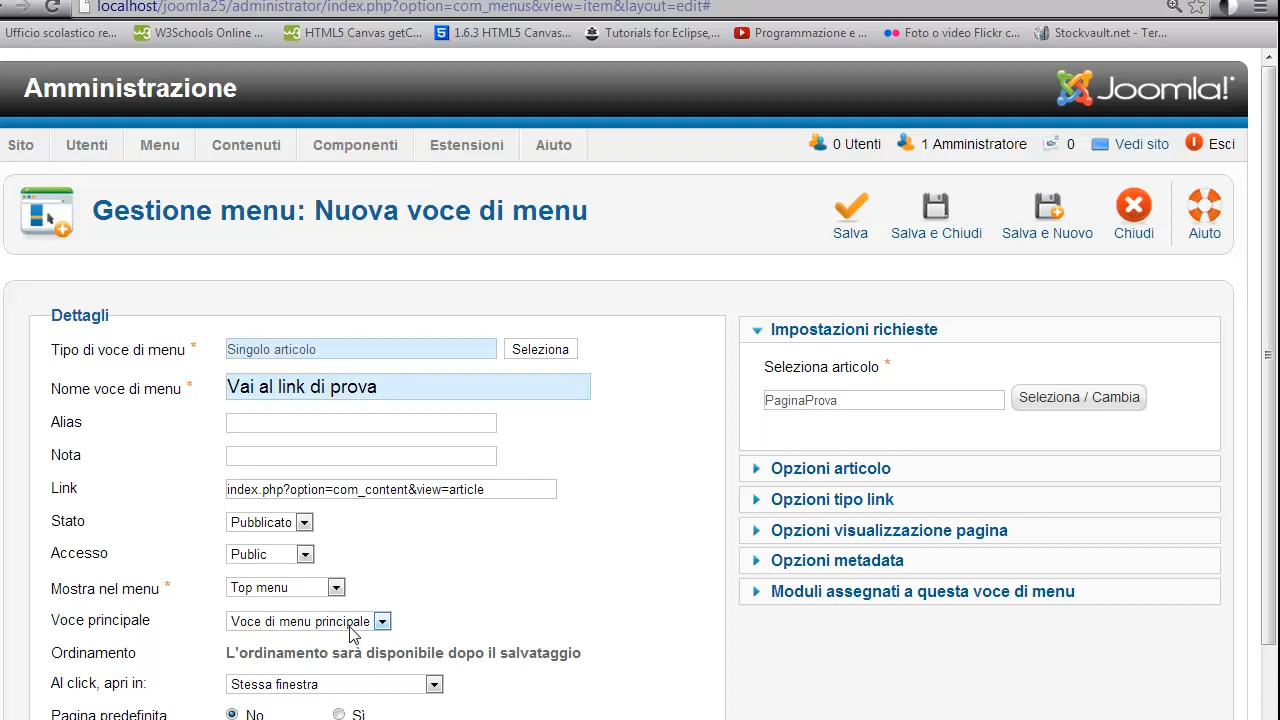 localhost/joomla25/administrator/index.php?option=com_menus&view=item&layout=edit#
Ufficio scolastico re... W3Schools Online ... HTML5 Canvas getC... 1.6.3 HTML5 Canvas... Tutorials for Eclipse,... Programmazione e ... Foto o video Flickr c... Stockvault.net - Ter...
Amministrazione Joomla!
Sito Utenti Menu Contenuti Componenti Estensioni Aiuto 0 Utenti 1 Amministratore 0 Vedi sito Esci
Gestione menu: Nuova voce di menu
Salva Salva e Chiudi Salva e Nuovo Chiudi Aiuto
Dettagli
Tipo di voce di menu * Singolo articolo Seleziona
Nome voce di menu * Vai al link di prova
Alias
Nota
Link index.php?option=com_content&view=article
Stato Pubblicato
Accesso Public
Mostra nel menu * Top menu
Voce principale Voce di menu principale
Ordinamento L'ordinamento sarà disponibile dopo il salvataggio
Al click, apri in: Stessa finestra
Pagina predefinita No Sì
Impostazioni richieste
Seleziona articolo *
PaginaProva Seleziona / Cambia
Opzioni articolo
Opzioni tipo link
Opzioni visualizzazione pagina
Opzioni metadata
Moduli assegnati a questa voce di menu